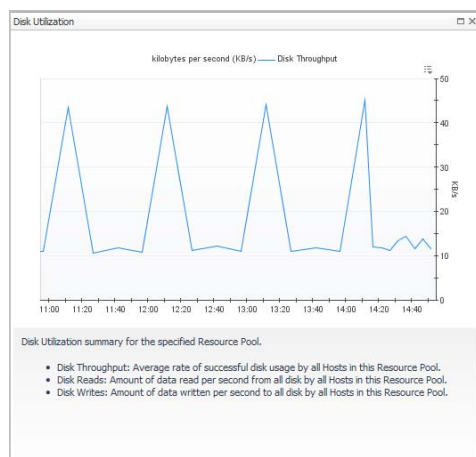 Disk Utilization
kilobytes per second (KB/s) Disk Throughput
50
40
30
20
10
0
KB/s
11:00 11:20 11:40 12:00 12:20 12:40 13:00 13:20 13:40 14:00 14:20 14:40
Disk Utilization summary for the specified Resource Pool.
• Disk Throughput: Average rate of successful disk usage by all Hosts in this Resource Pool.
• Disk Reads: Amount of data read per second from all disk by all Hosts in this Resource Pool.
• Disk Writes: Amount of data written per second to all disk by all Hosts in this Resource Pool.